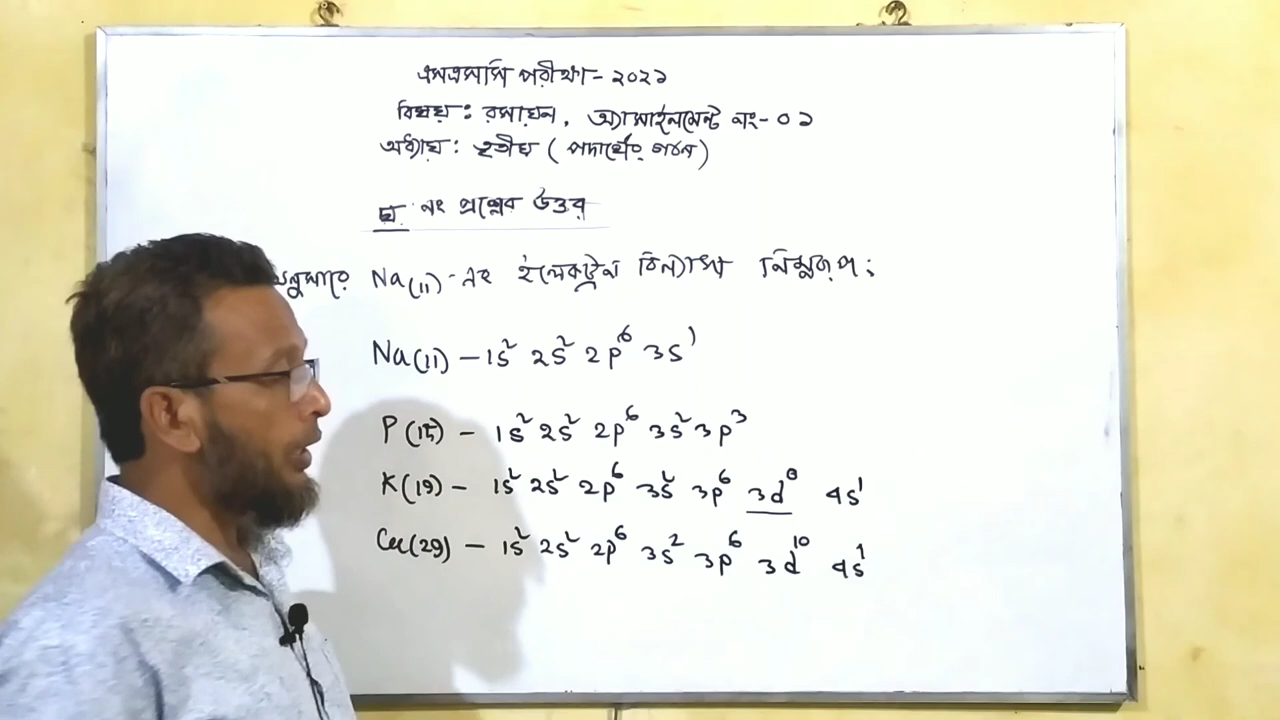 এসএসসি পরীক্ষা - ২০২১
বিষয় : রসায়ন, অ্যাসাইনমেন্ট নং - ০১
অধ্যায় : তৃতীয় ( পদার্থের গঠন )
ঘ নং প্রশ্নের উত্তর
নুসারে Na(11) - এর ইলেকট্রন বিন্যাস নিম্নরূপ :
Na(11) – 1s² 2s² 2p⁶ 3s¹
P(15) – 1s² 2s² 2p⁶ 3s² 3p³
K(19) – 1s² 2s² 2p⁶ 3s² 3p⁶ 3d⁰ 4s¹
Cu(29) – 1s² 2s² 2p⁶ 3s² 3p⁶ 3d¹⁰ 4s¹